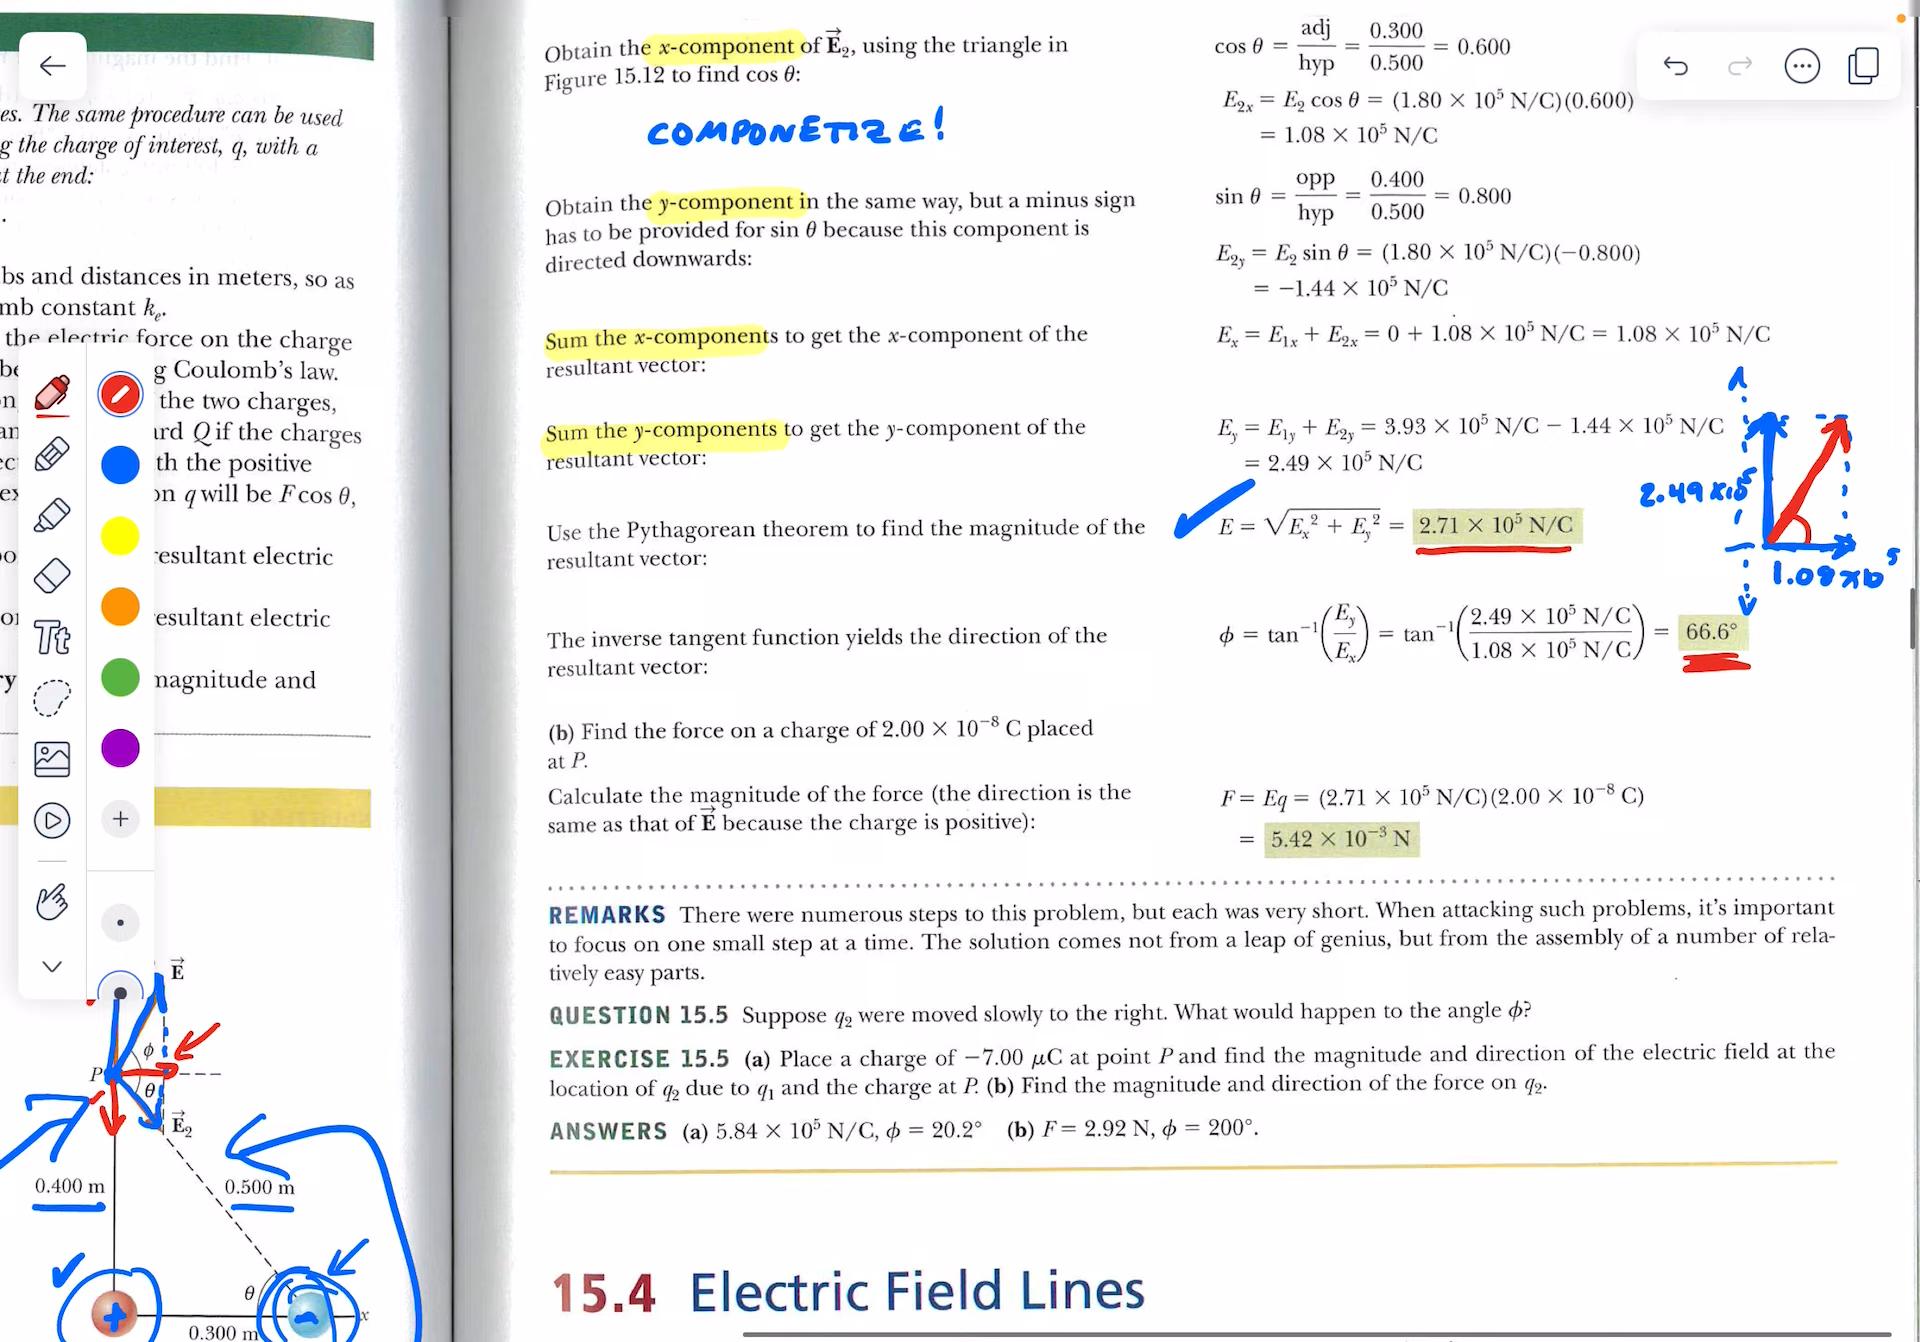 es. The same procedure can be used
g the charge of interest, q, with a
at the end:
.
bs and distances in meters, so as
mb constant kₑ.
the electric force on the charge
g Coulomb's law.
the two charges,
ard Q if the charges
th the positive
on q will be F cos θ,
resultant electric
resultant electric
magnitude and
Tt
E⃗
ϕ
P
θ
E⃗₂
0.400 m
0.500 m
θ
+
−
x
0.300 m
Obtain the x-component of E⃗₂, using the triangle in
Figure 15.12 to find cos θ:
cos θ = adj/hyp = 0.300/0.500 = 0.600
E₂ₓ = E₂ cos θ = (1.80 × 10⁵ N/C)(0.600)
= 1.08 × 10⁵ N/C
COMPONETIZE!
Obtain the y-component in the same way, but a minus sign
has to be provided for sin θ because this component is
directed downwards:
sin θ = opp/hyp = 0.400/0.500 = 0.800
E₂y = E₂ sin θ = (1.80 × 10⁵ N/C)(−0.800)
= −1.44 × 10⁵ N/C
Sum the x-components to get the x-component of the
resultant vector:
Eₓ = E₁ₓ + E₂ₓ = 0 + 1.08 × 10⁵ N/C = 1.08 × 10⁵ N/C
Sum the y-components to get the y-component of the
resultant vector:
Ey = E₁y + E₂y = 3.93 × 10⁵ N/C − 1.44 × 10⁵ N/C
= 2.49 × 10⁵ N/C
2.49 x10⁵
1.08 x10⁵
Use the Pythagorean theorem to find the magnitude of the
resultant vector:
E = √(Eₓ² + Ey²) = 2.71 × 10⁵ N/C
The inverse tangent function yields the direction of the
resultant vector:
ϕ = tan⁻¹(Ey/Eₓ) = tan⁻¹(2.49 × 10⁵ N/C / 1.08 × 10⁵ N/C) = 66.6°
(b) Find the force on a charge of 2.00 × 10⁻⁸ C placed
at P.
Calculate the magnitude of the force (the direction is the
same as that of E⃗ because the charge is positive):
F = Eq = (2.71 × 10⁵ N/C)(2.00 × 10⁻⁸ C)
= 5.42 × 10⁻³ N
REMARKS There were numerous steps to this problem, but each was very short. When attacking such problems, it's important
to focus on one small step at a time. The solution comes not from a leap of genius, but from the assembly of a number of rela-
tively easy parts.
QUESTION 15.5 Suppose q₂ were moved slowly to the right. What would happen to the angle ϕ?
EXERCISE 15.5 (a) Place a charge of −7.00 μC at point P and find the magnitude and direction of the electric field at the
location of q₂ due to q₁ and the charge at P. (b) Find the magnitude and direction of the force on q₂.
ANSWERS (a) 5.84 × 10⁵ N/C, ϕ = 20.2° (b) F = 2.92 N, ϕ = 200°.
15.4 Electric Field Lines